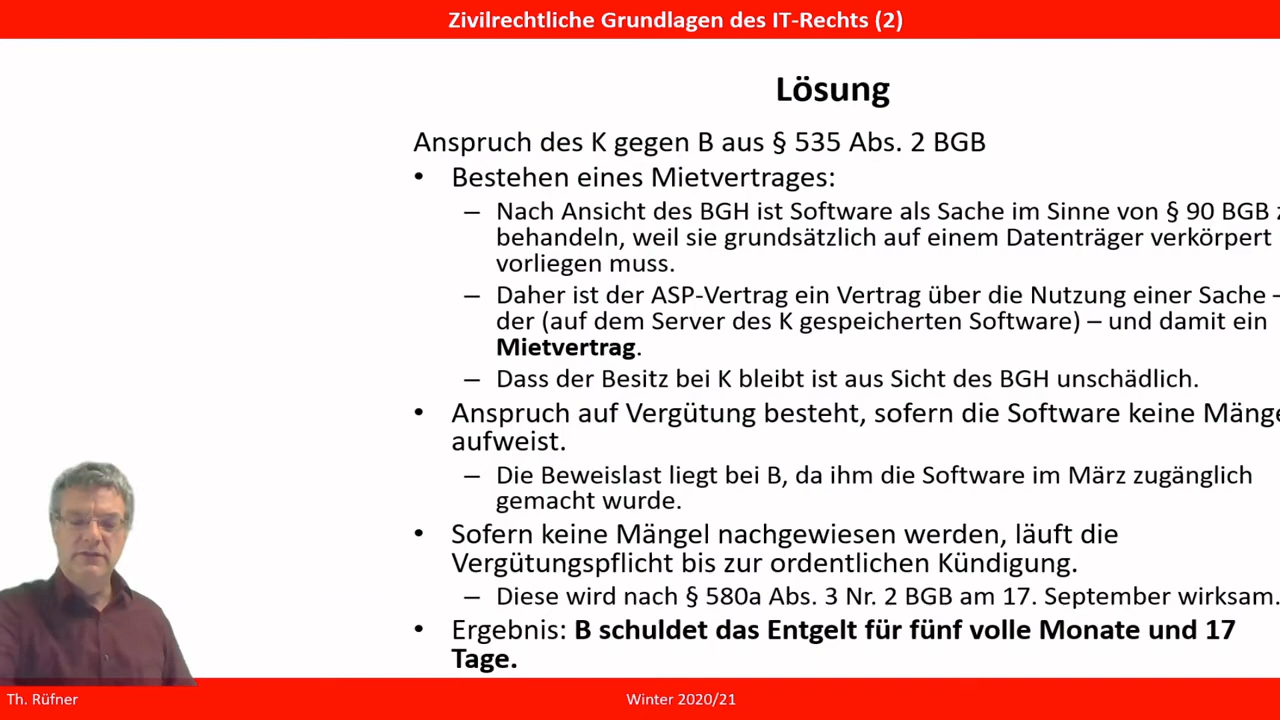 Zivilrechtliche Grundlagen des IT-Rechts (2)
Lösung
Anspruch des K gegen B aus § 535 Abs. 2 BGB
• Bestehen eines Mietvertrages:
– Nach Ansicht des BGH ist Software als Sache im Sinne von § 90 BGB
behandeln, weil sie grundsätzlich auf einem Datenträger verkörpert
vorliegen muss.
– Daher ist der ASP-Vertrag ein Vertrag über die Nutzung einer Sache –
der (auf dem Server des K gespeicherten Software) – und damit ein
Mietvertrag.
– Dass der Besitz bei K bleibt ist aus Sicht des BGH unschädlich.
• Anspruch auf Vergütung besteht, sofern die Software keine Mänge
aufweist.
– Die Beweislast liegt bei B, da ihm die Software im März zugänglich
gemacht wurde.
• Sofern keine Mängel nachgewiesen werden, läuft die
Vergütungspflicht bis zur ordentlichen Kündigung.
– Diese wird nach § 580a Abs. 3 Nr. 2 BGB am 17. September wirksam.
• Ergebnis: B schuldet das Entgelt für fünf volle Monate und 17
Tage.
Th. Rüfner
Winter 2020/21